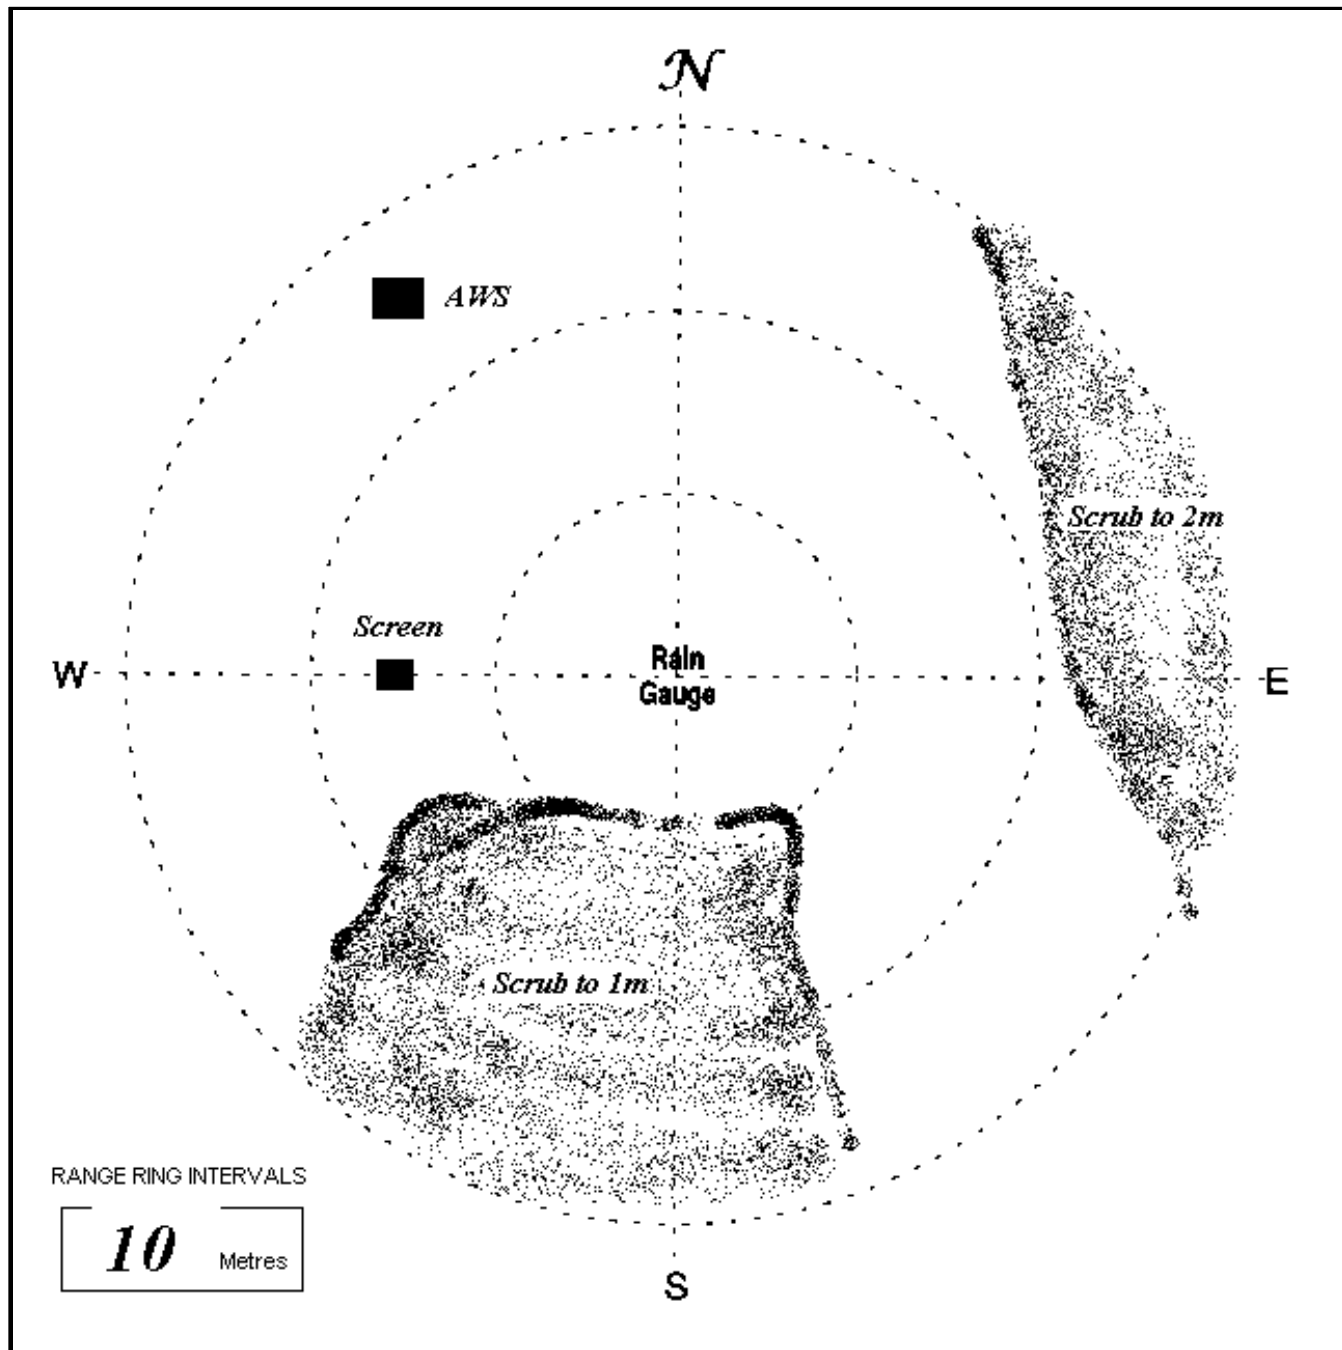 N
AWS
Scrub to 2m
Screen
W
Rain
Gauge
E
Scrub to 1m
RANGE RING INTERVALS
10 Metres
S